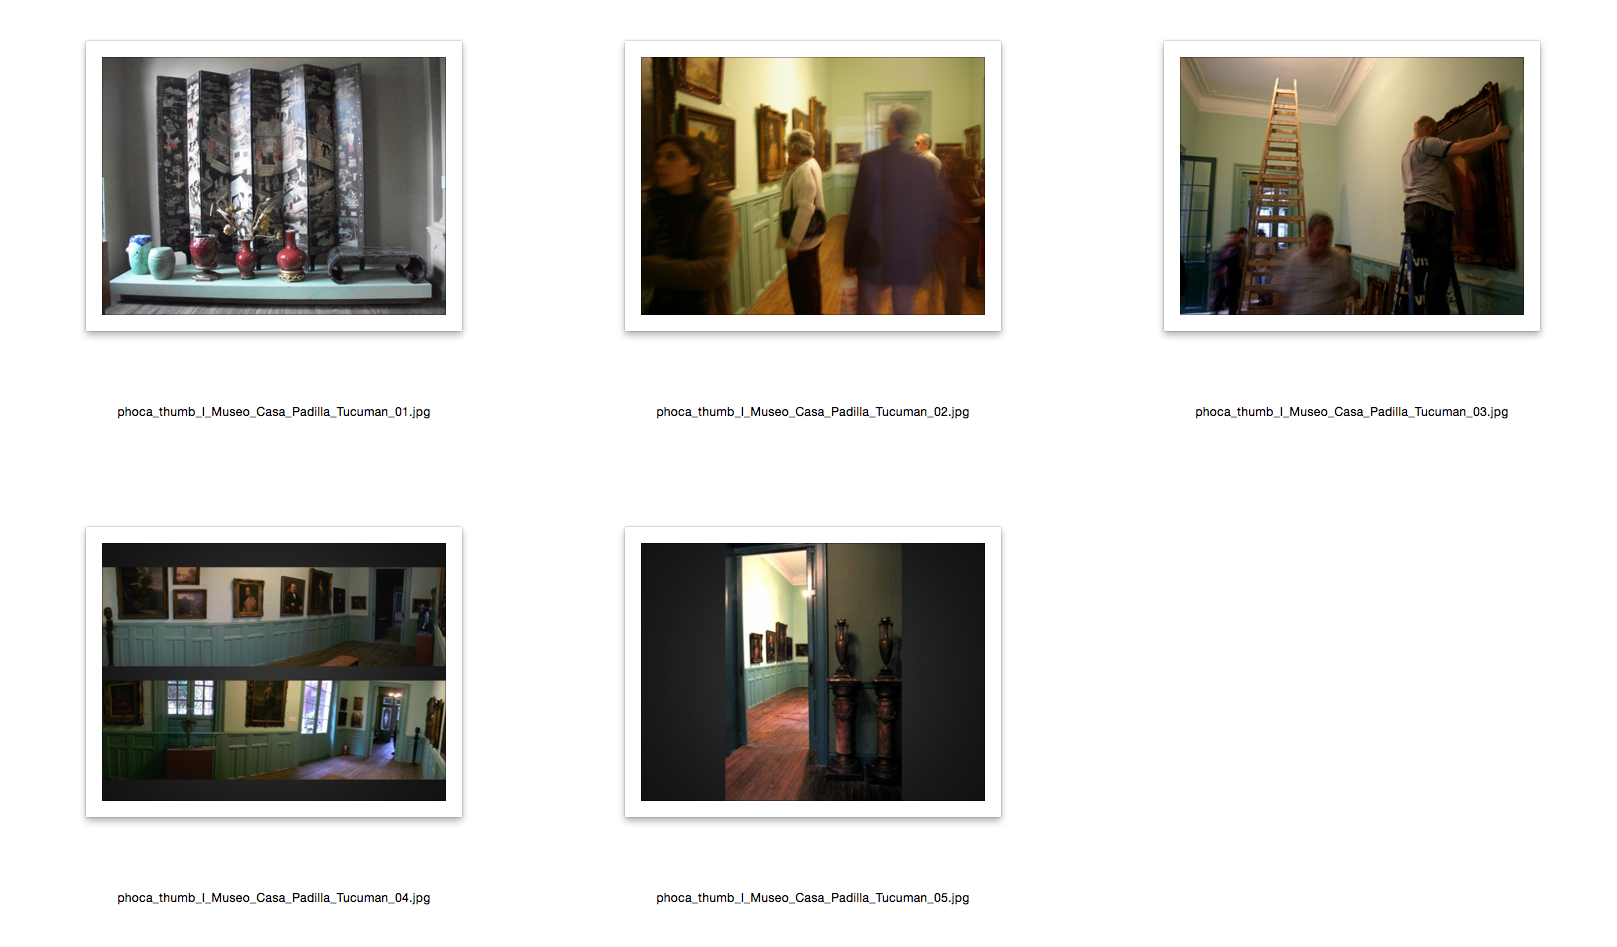 phoca_thumb_l_Museo_Casa_Padilla_Tucuman_01.jpg
phoca_thumb_l_Museo_Casa_Padilla_Tucuman_02.jpg
phoca_thumb_l_Museo_Casa_Padilla_Tucuman_03.jpg
phoca_thumb_l_Museo_Casa_Padilla_Tucuman_04.jpg
phoca_thumb_l_Museo_Casa_Padilla_Tucuman_05.jpg